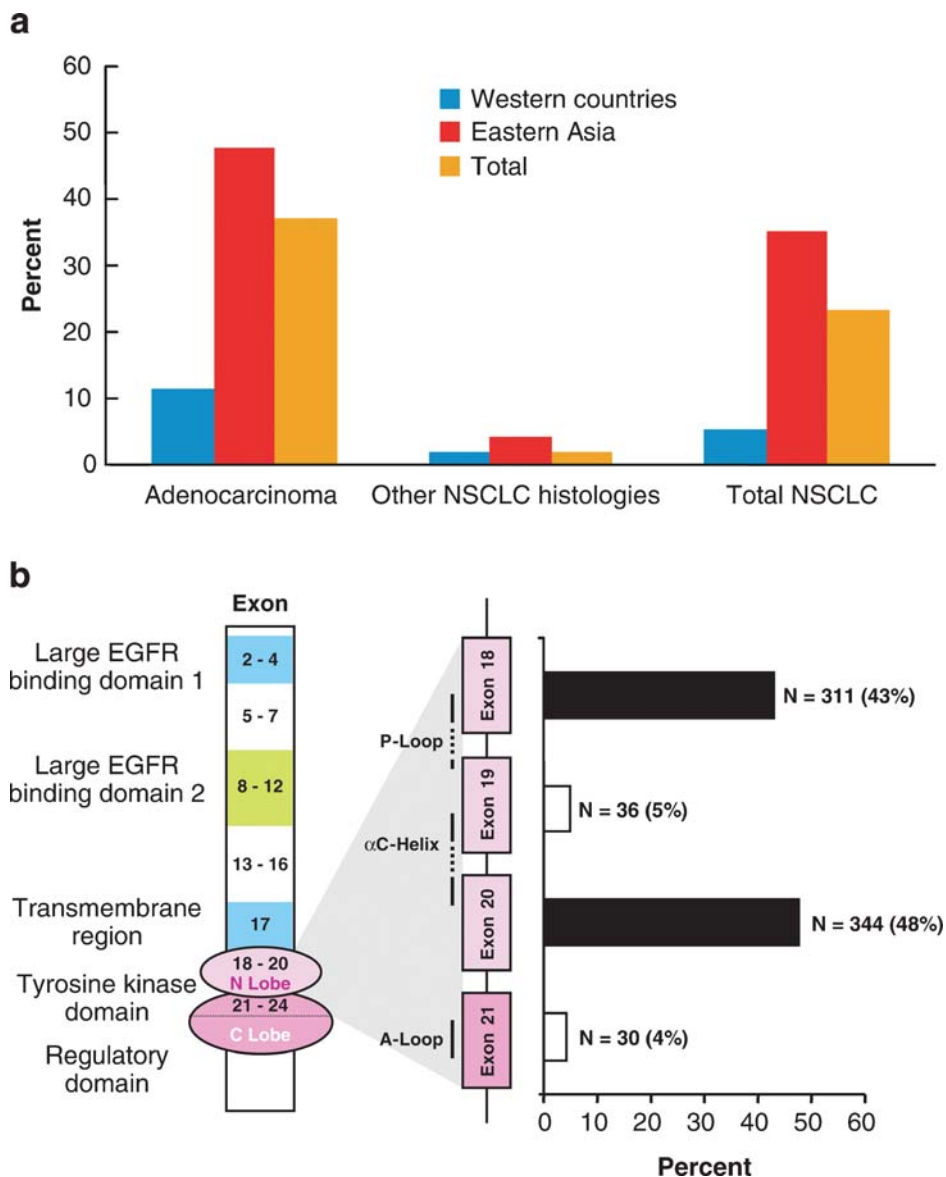 a
60
50
40
30
20
10
0
Percent
Western countries
Eastern Asia
Total
Adenocarcinoma
Other NSCLC histologies
Total NSCLC
b
Exon
Large EGFR
binding domain 1
2 - 4
5 - 7
Large EGFR
binding domain 2
8 - 12
13 - 16
Transmembrane
region
17
18 - 20
N Lobe
Tyrosine kinase
domain
21 - 24
C Lobe
Regulatory
domain
P-Loop
αC-Helix
A-Loop
Exon 18
Exon 19
Exon 20
Exon 21
N = 311 (43%)
N = 36 (5%)
N = 344 (48%)
N = 30 (4%)
0 10 20 30 40 50 60
Percent